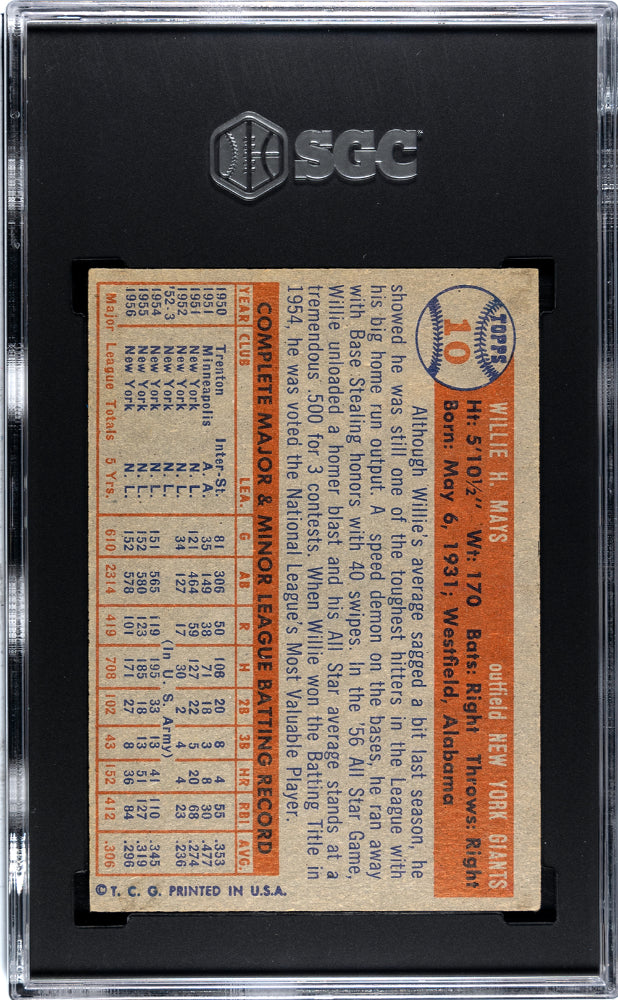 SGC
TOPPS
10
WILLIE H. MAYS
outfield NEW YORK GIANTS
Ht: 5'10½" Wt: 170 Bats: Right Throws: Right
Born: May 6, 1931; Westfield, Alabama
Although Willie's average sagged a bit last season, he
showed he was still one of the toughest hitters in the League with
his big home run output. A speed demon on the bases, he ran away
with Base Stealing honors with 40 swipes. In the '56 All Star Game,
Willie unloaded a homer blast and his All Star average stands at a
tremendous .500 for 3 contests. When Willie won the Batting Title in
1954, he was voted the National League's Most Valuable Player.
COMPLETE MAJOR & MINOR LEAGUE BATTING RECORD
YEAR CLUB LEA. G AB R H 2B 3B HR RBI AVG.
1950 Trenton Inter-St. 81 306 50 108 20 8 4 55 .353
1951 Minneapolis A. A. 35 149 38 71 18 3 8 30 .477
1951 New York N. L. 121 464 59 127 22 5 20 68 .274
1952 New York N. L. 34 127 17 30 2 4 4 23 .236
'52-3 New York N. L. (In U. S. Army)
1954 New York N. L. 151 565 119 195 33 13 41 110 .345
1955 New York N. L. 152 580 123 185 18 13 51 127 .319
1956 New York N. L. 152 578 101 171 27 8 36 84 .296
Major League Totals 5 Yrs. 610 2314 419 708 102 43 152 412 .306
© T. C. G. PRINTED IN U.S.A.